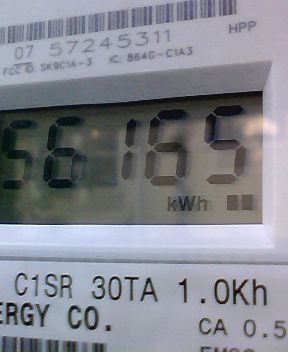 HPP
07 57245311
FCC ID: SK9C1A-3 IC: 864G-C1A3
56165
kWh
C1SR 30TA 1.0Kh
ERGY CO.
CA 0.5